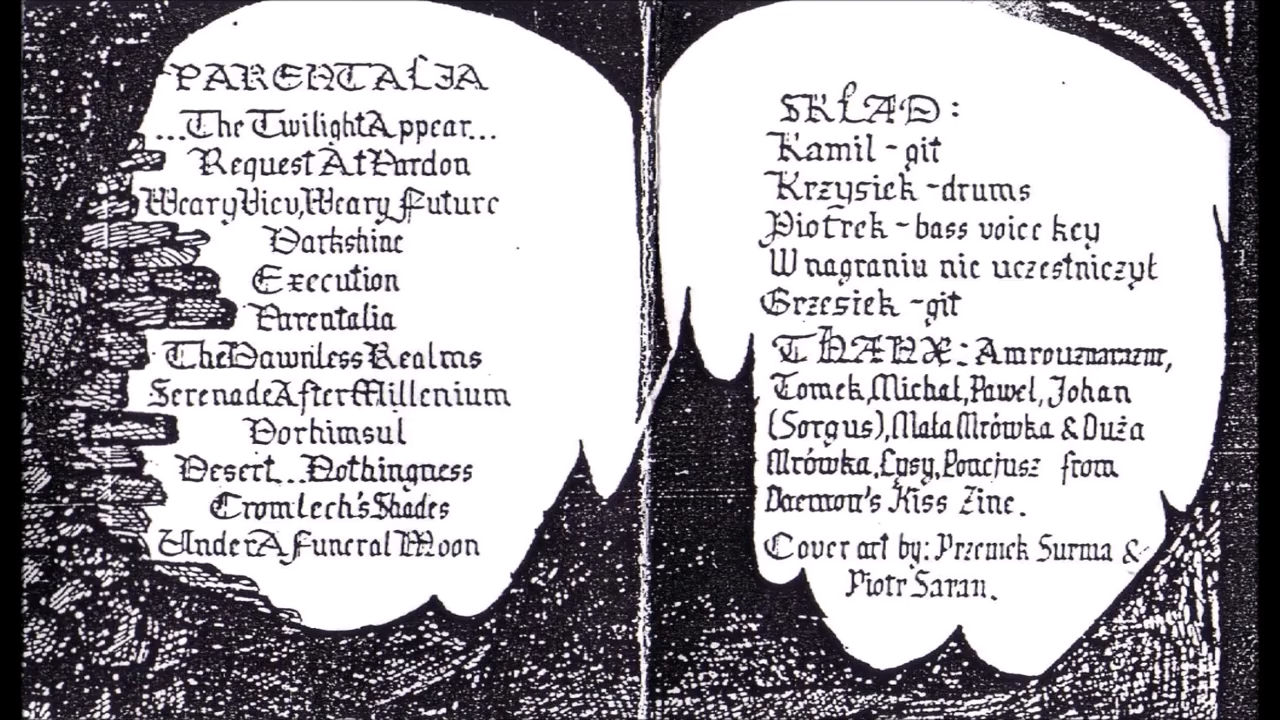 PARENTALIA
...The Twilight Appear...
Request At Pardon
Weary View, Weary Future
Darkshine
Execution
Parentalia
The Dawnless Realms
Serenade After Millenium
Desert...Nothingness
Cromlech's Shades
Under A Funeral Moon
SKŁAD:
Kamil - git
Krzysiek - drums
Piotrek - bass voice key
W nagraniu nie uczestniczył
Grzesiek - git
THANX:
Tomek, Michał, Paweł, Johan
(Sorgus), Mała Mrówka & Duża
Mrówka, Łysy, from
Daemon's Kiss Zine.
Cover art by: Przemek Surma &
Piotr Saran.